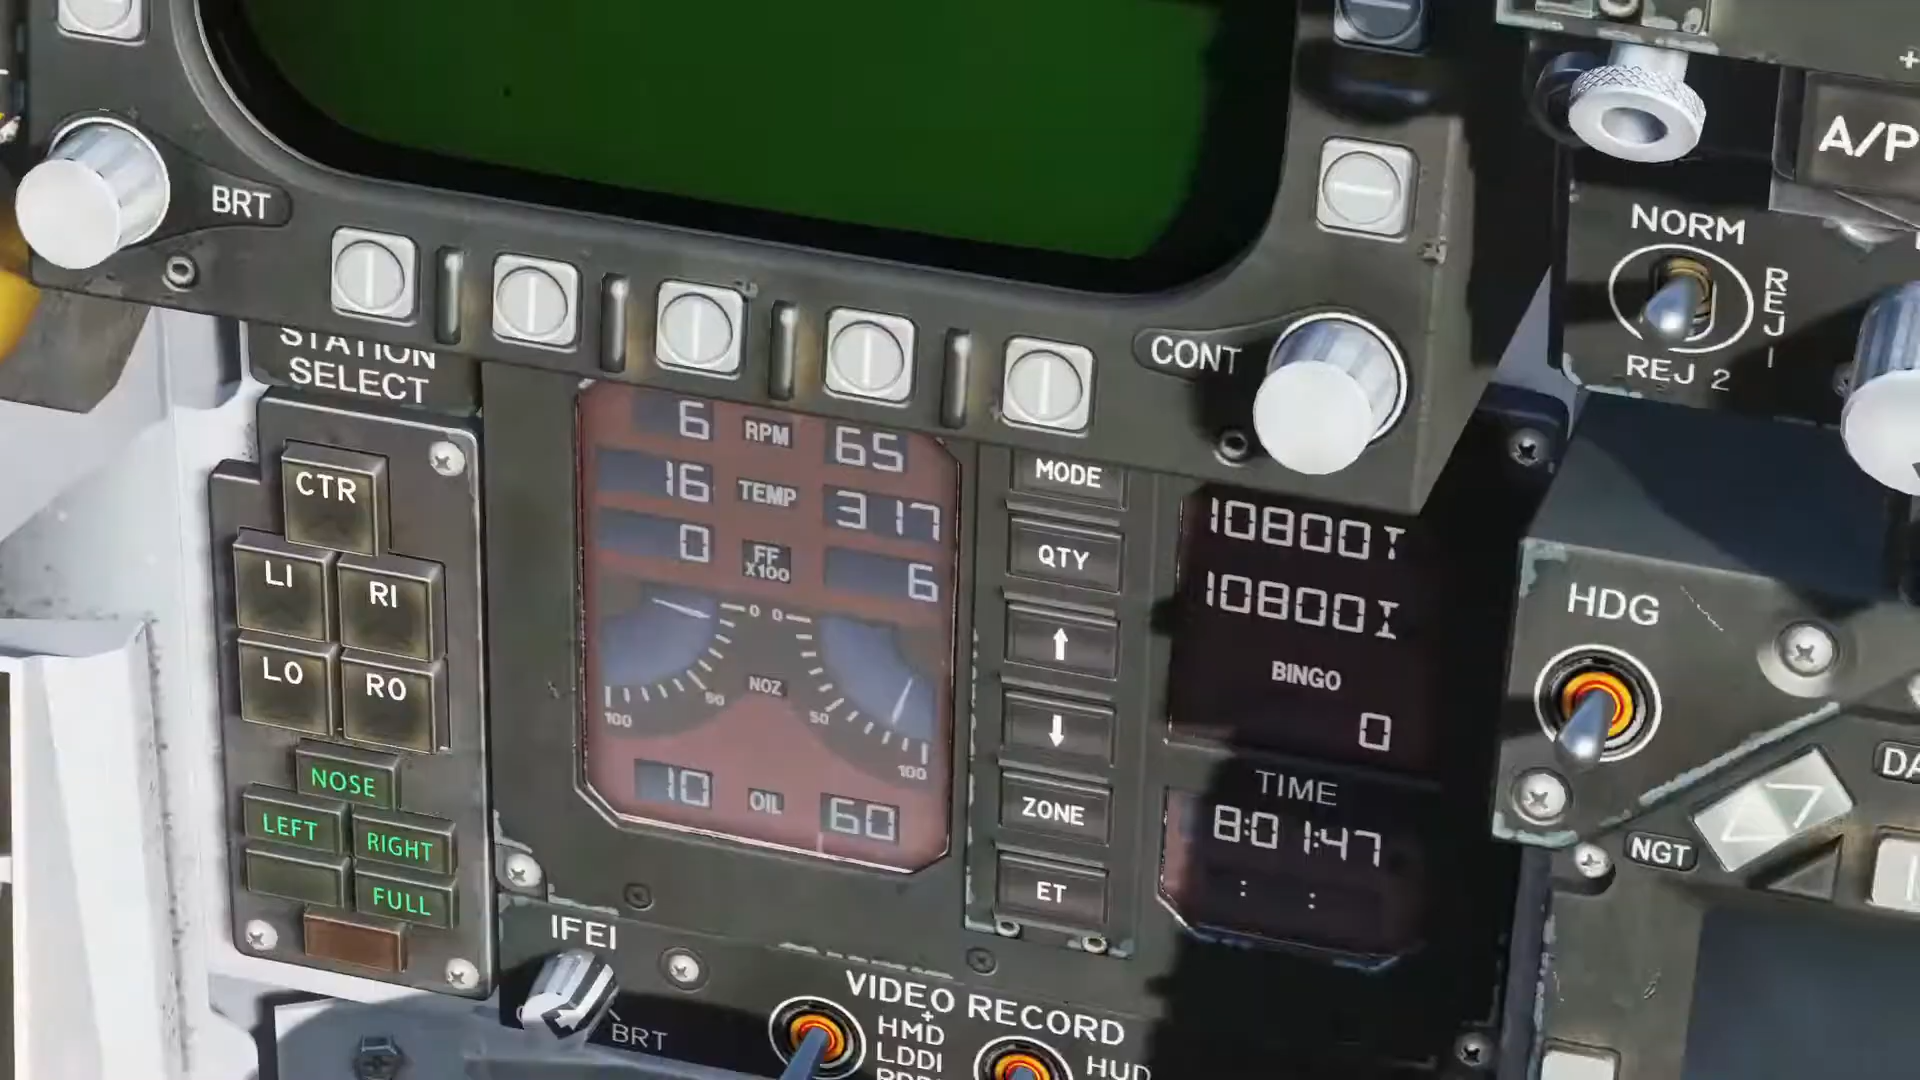 BRT
CONT
A/P
NORM
REJ 1
REJ 2
STATION
SELECT
CTR
LI
RI
LO
RO
NOSE
LEFT
RIGHT
FULL
6 RPM 65
16 TEMP 317
0 FF X100 6
0 0
NOZ
50 50
100 100
10 OIL 60
MODE
QTY
↑
↓
ZONE
ET
10800T
10800I
BINGO
0
TIME
8:01:47
: :
HDG
NGT
IFEI
BRT
VIDEO RECORD
HMD
LDDI
HUD